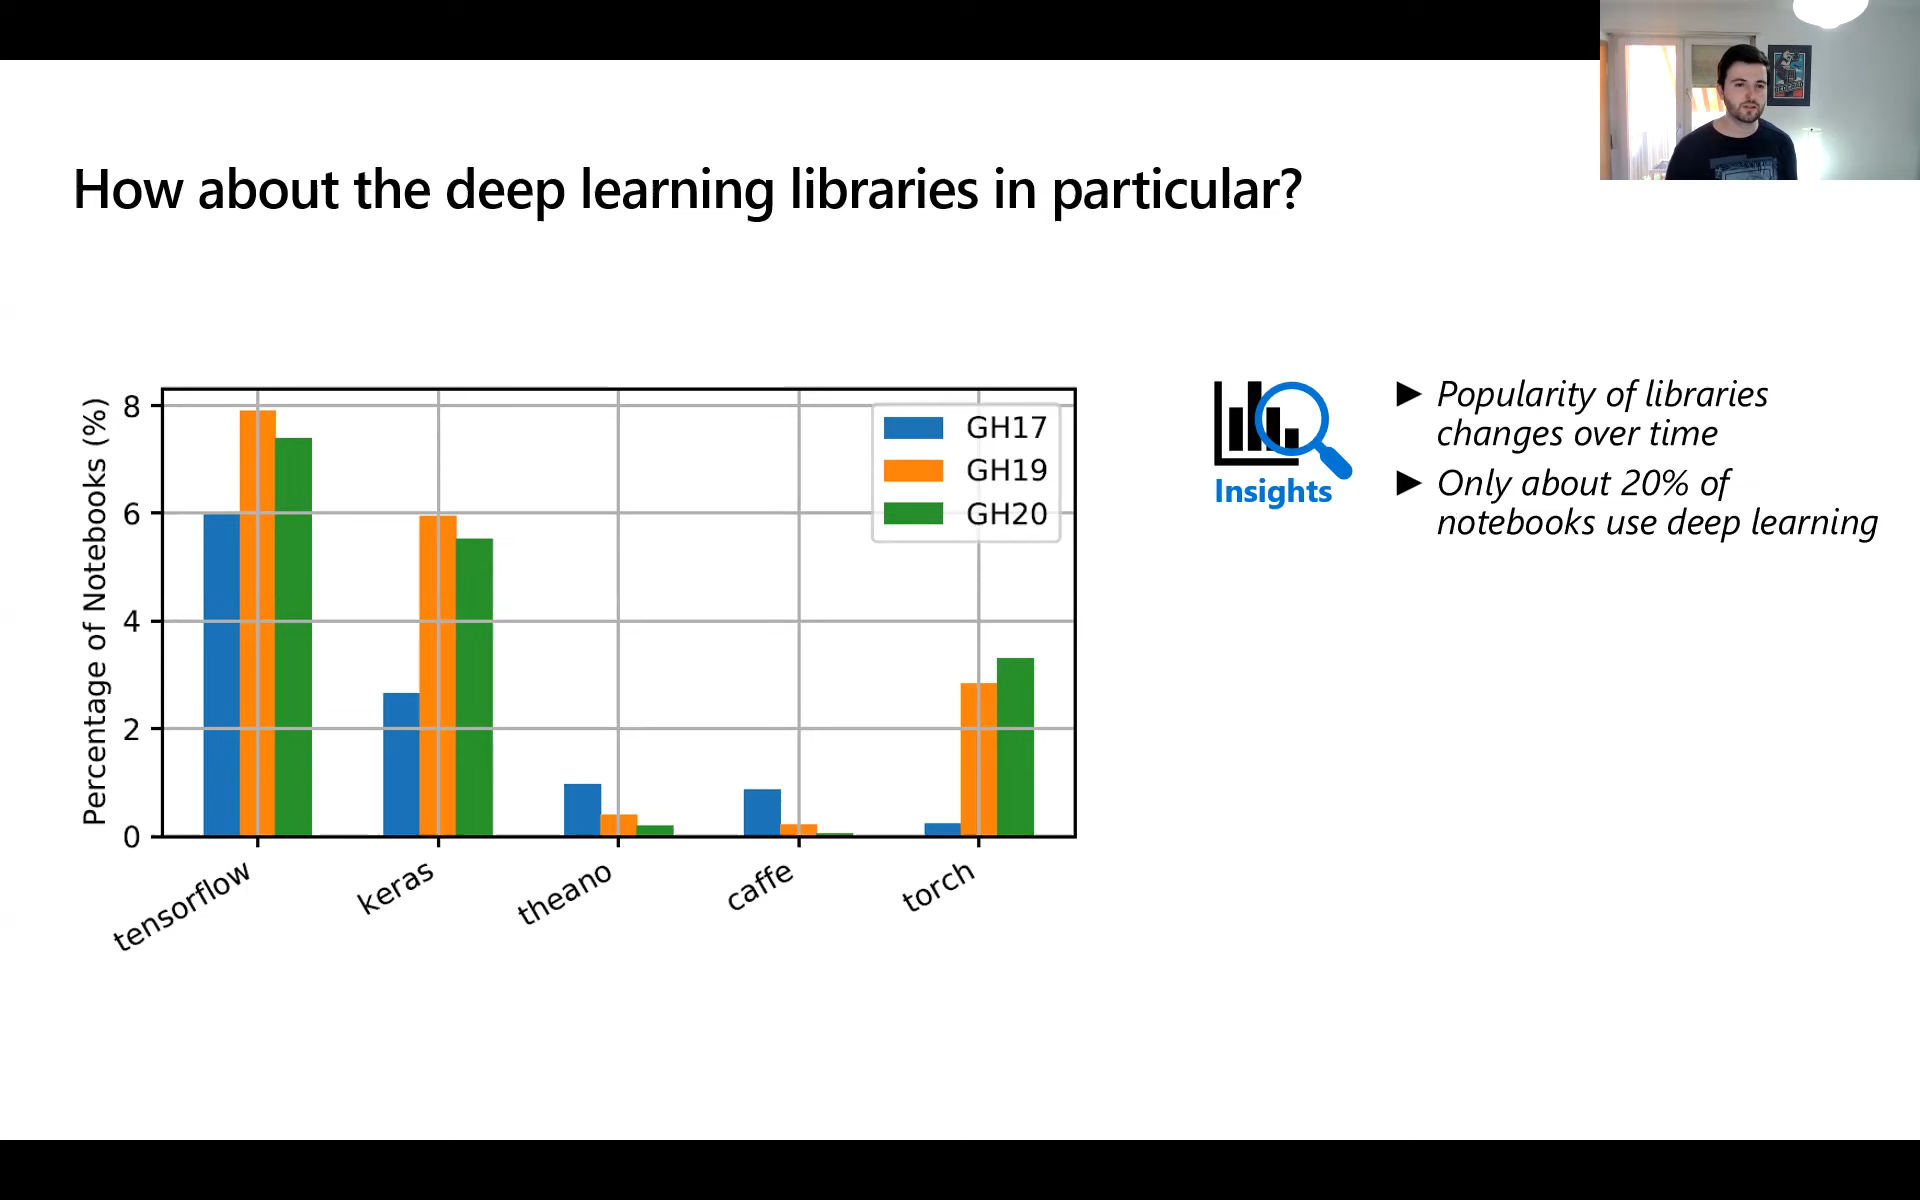 How about the deep learning libraries in particular?
Percentage of Notebooks (%)
8
6
4
2
0
GH17
GH19
GH20
tensorflow
keras
theano
caffe
torch
Insights
► Popularity of libraries
changes over time
► Only about 20% of
notebooks use deep learning